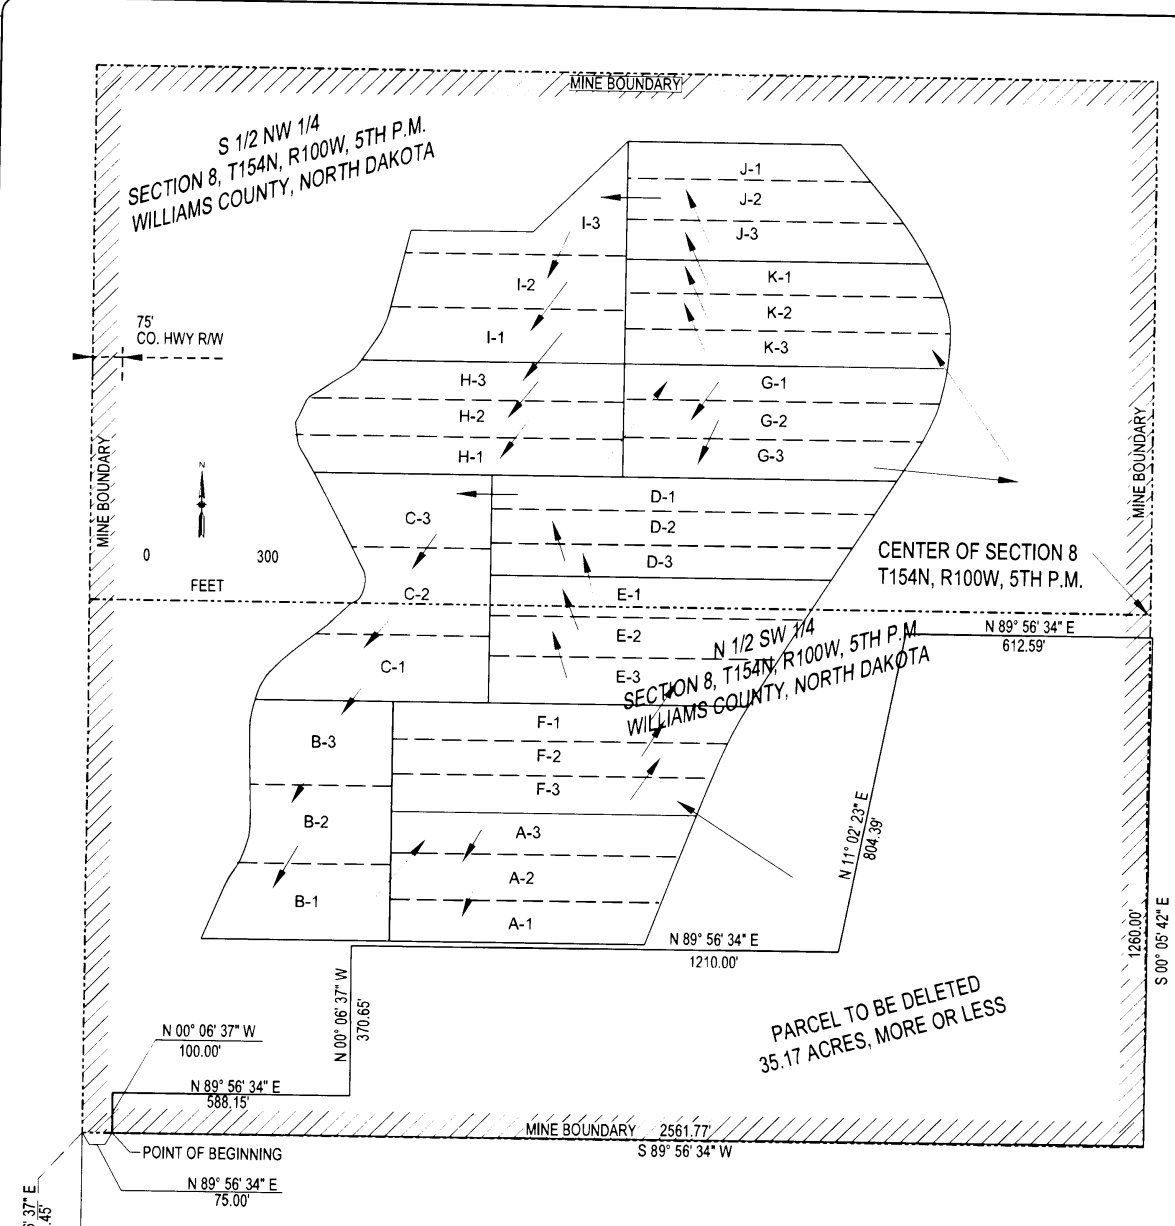 MINE BOUNDARY
S 1/2 NW 1/4
SECTION 8, T154N, R100W, 5TH P.M.
WILLIAMS COUNTY, NORTH DAKOTA
J-1
J-2
J-3
I-3
K-1
I-2
K-2
75'
CO. HWY R/W
I-1
K-3
H-3
G-1
H-2
G-2
H-1
G-3
MINE BOUNDARY
MINE BOUNDARY
N
0 300
FEET
D-1
C-3
D-2
D-3
CENTER OF SECTION 8
T154N, R100W, 5TH P.M.
C-2
E-1
E-2
N 89° 56' 34" E
612.59'
N 1/2 SW 1/4
SECTION 8, T154N, R100W, 5TH P.M.
WILLIAMS COUNTY, NORTH DAKOTA
C-1
E-3
F-1
B-3
F-2
F-3
B-2
A-3
N 11° 02' 23" E
804.39'
A-2
B-1
A-1
N 89° 56' 34" E
1210.00'
1260.00'
S 00° 05' 42" E
N 00° 06' 37" W
370.65'
PARCEL TO BE DELETED
35.17 ACRES, MORE OR LESS
N 00° 06' 37" W
100.00'
N 89° 56' 34" E
588.15'
MINE BOUNDARY 2561.77'
S 89° 56' 34" W
POINT OF BEGINNING
N 89° 56' 34" E
75.00'
37" E
.45'